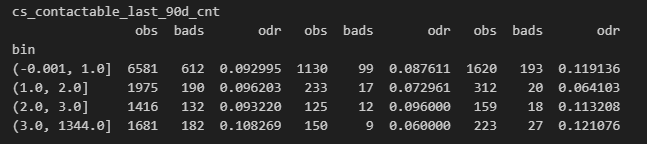 cs_contactable_last_90d_cnt
obs bads odr obs bads odr obs bads odr
bin
(-0.001, 1.0] 6581 612 0.092995 1130 99 0.087611 1620 193 0.119136
(1.0, 2.0] 1975 190 0.096203 233 17 0.072961 312 20 0.064103
(2.0, 3.0] 1416 132 0.093220 125 12 0.096000 159 18 0.113208
(3.0, 1344.0] 1681 182 0.108269 150 9 0.060000 223 27 0.121076